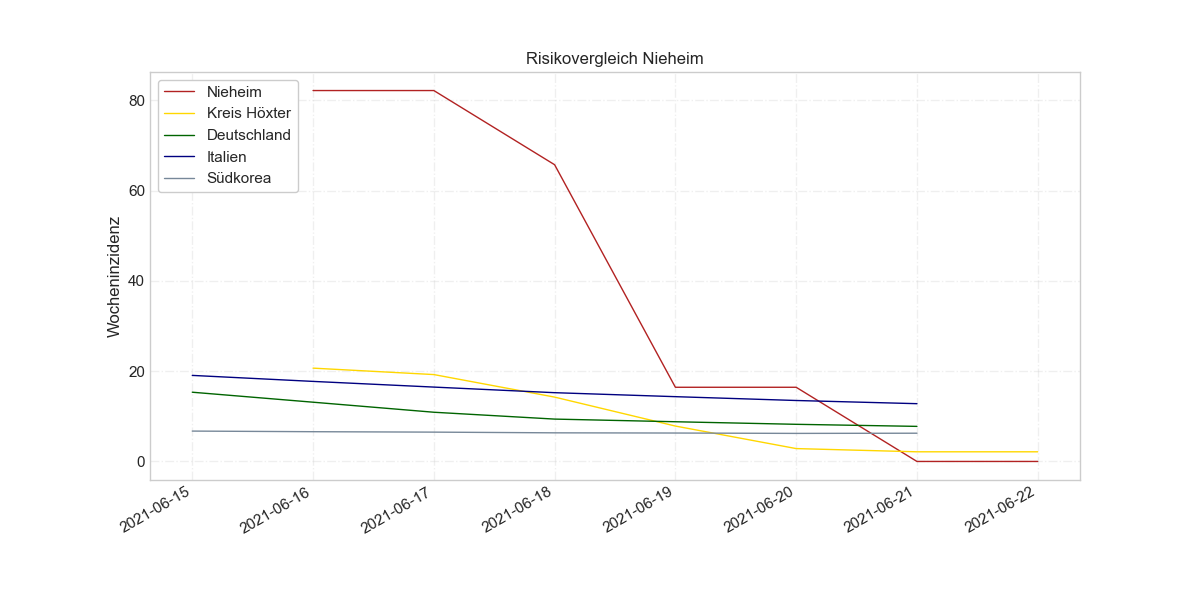 Risikovergleich Nieheim
Nieheim
Kreis Höxter
Deutschland
Italien
Südkorea
Wocheninzidenz
80
60
40
20
0
2021-06-15
2021-06-16
2021-06-17
2021-06-18
2021-06-19
2021-06-20
2021-06-21
2021-06-22